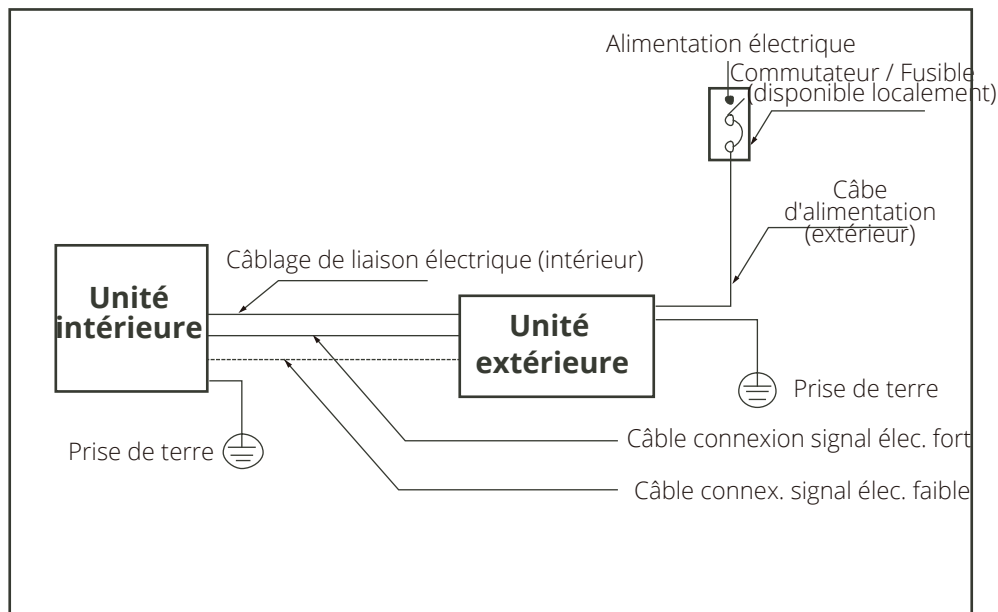 Alimentation électrique
Commutateur / Fusible
(disponible localement)
Câbe
d'alimentation
(extérieur)
Câblage de liaison électrique (intérieur)
Unité
intérieure
Unité
extérieure
Prise de terre
Prise de terre
Câble connexion signal élec. fort
Câble connex. signal élec. faible